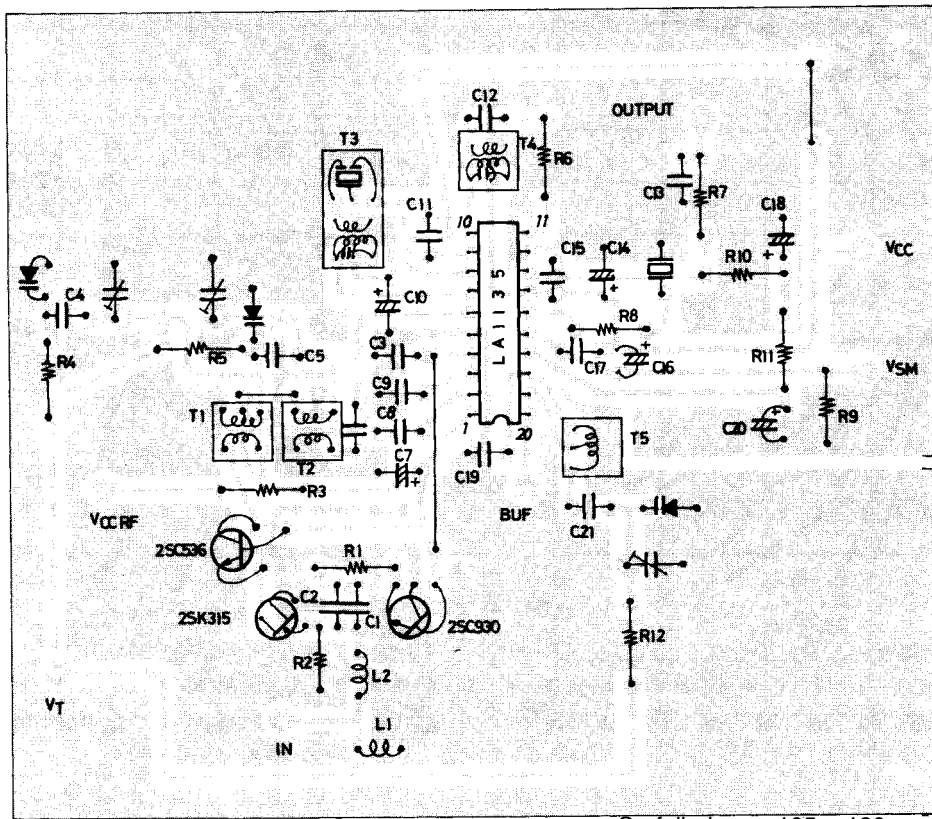 C12
OUTPUT
T3
T4
R6
C11
10
11
C13
R7
C18
C15
C14
VCC
R10
C4
C10
LA1135
R8
R4
R5
C5
C3
C17
C16
R11
VSM
C9
T1
C8
1
20
C20
R9
T5
T2
C7
C19
R3
BUF
C21
VCCRF
2SC536
R1
C2
2SK315
C1
2SC930
R12
R2
L2
VT
L1
IN